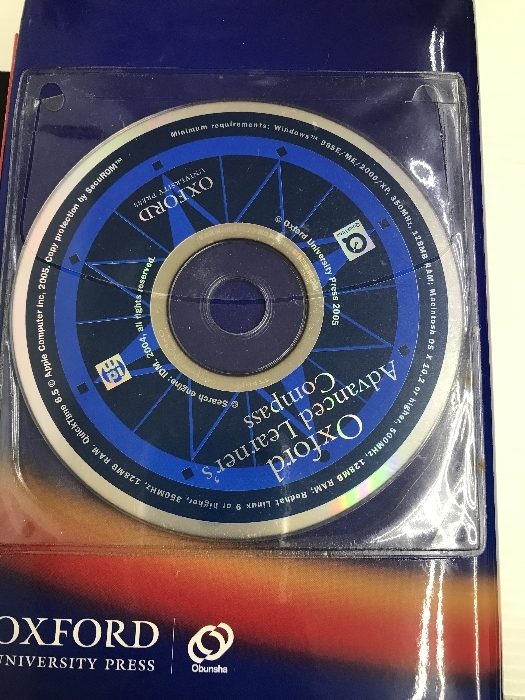 Minimum requirements: Windows™ 98SE/ME/2000/XP, 350MHz, 128MB RAM; Macintosh OS X 10.2 or higher, 500MHz, 128MB RAM; Redhat Linux 9 or higher, 350MHz, 128MB RAM. QuickTime 6.5 © Apple Computer Inc, 2005. Copy protection by SecuROM™
OXFORD
UNIVERSITY PRESS
© Oxford University Press 2005
© Search engine/IDM, 2004, all rights reserved.
Oxford
Advanced Learner's
Compass
OXFORD
UNIVERSITY PRESS
Obunsha